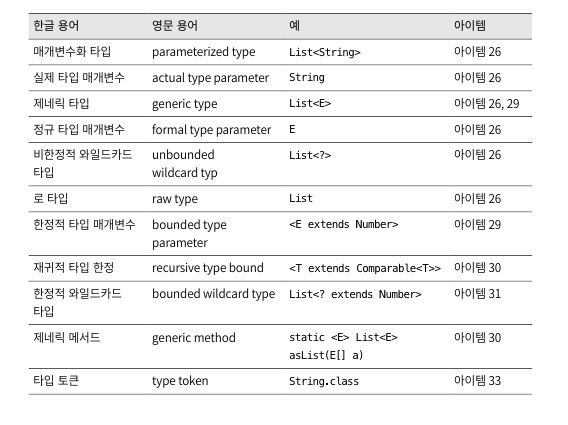 한글 용어 영문 용어 예 아이템
매개변수화 타입 parameterized type List<String> 아이템 26
실제 타입 매개변수 actual type parameter String 아이템 26
제네릭 타입 generic type List<E> 아이템 26, 29
정규 타입 매개변수 formal type parameter E 아이템 26
비한정적 와일드카드 unbounded List<?> 아이템 26
타입 wildcard typ
로 타입 raw type List 아이템 26
한정적 타입 매개변수 bounded type <E extends Number> 아이템 29
parameter
재귀적 타입 한정 recursive type bound <T extends Comparable<T>> 아이템 30
한정적 와일드카드 bounded wildcard type List<? extends Number> 아이템 31
타입
제네릭 메서드 generic method static <E> List<E> 아이템 30
asList(E[] a)
타입 토큰 type token String.class 아이템 33